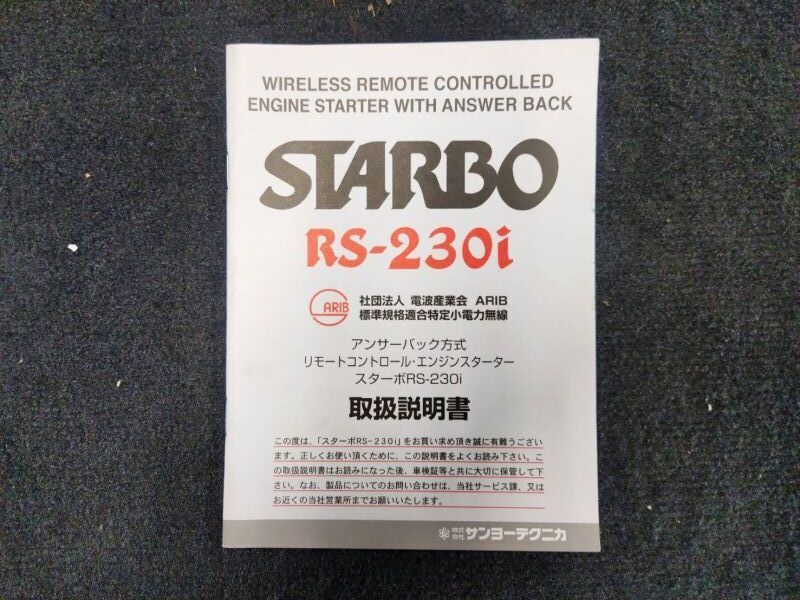 WIRELESS REMOTE CONTROLLED
ENGINE STARTER WITH ANSWER BACK
STARBO
RS-230i
ARIB
社団法人 電波産業会 ARIB
標準規格適合特定小電力無線
アンサーバック方式
リモートコントロール・エンジンスターター
スターボRS-230i
取扱説明書
この度は、「スターボRS-230i」をお買い求め頂き誠に有難うござい
ます。正しくお使い頂くために、この説明書をよくお読み下さい。こ
の取扱説明書はお読みになった後、車検証等と共に大切に保管して下
さい。なお、製品についてのお問い合わせは、当社サービス課、又は
お近くの当社営業所までお願いいたします。
株式会社 サンヨーテクニカ